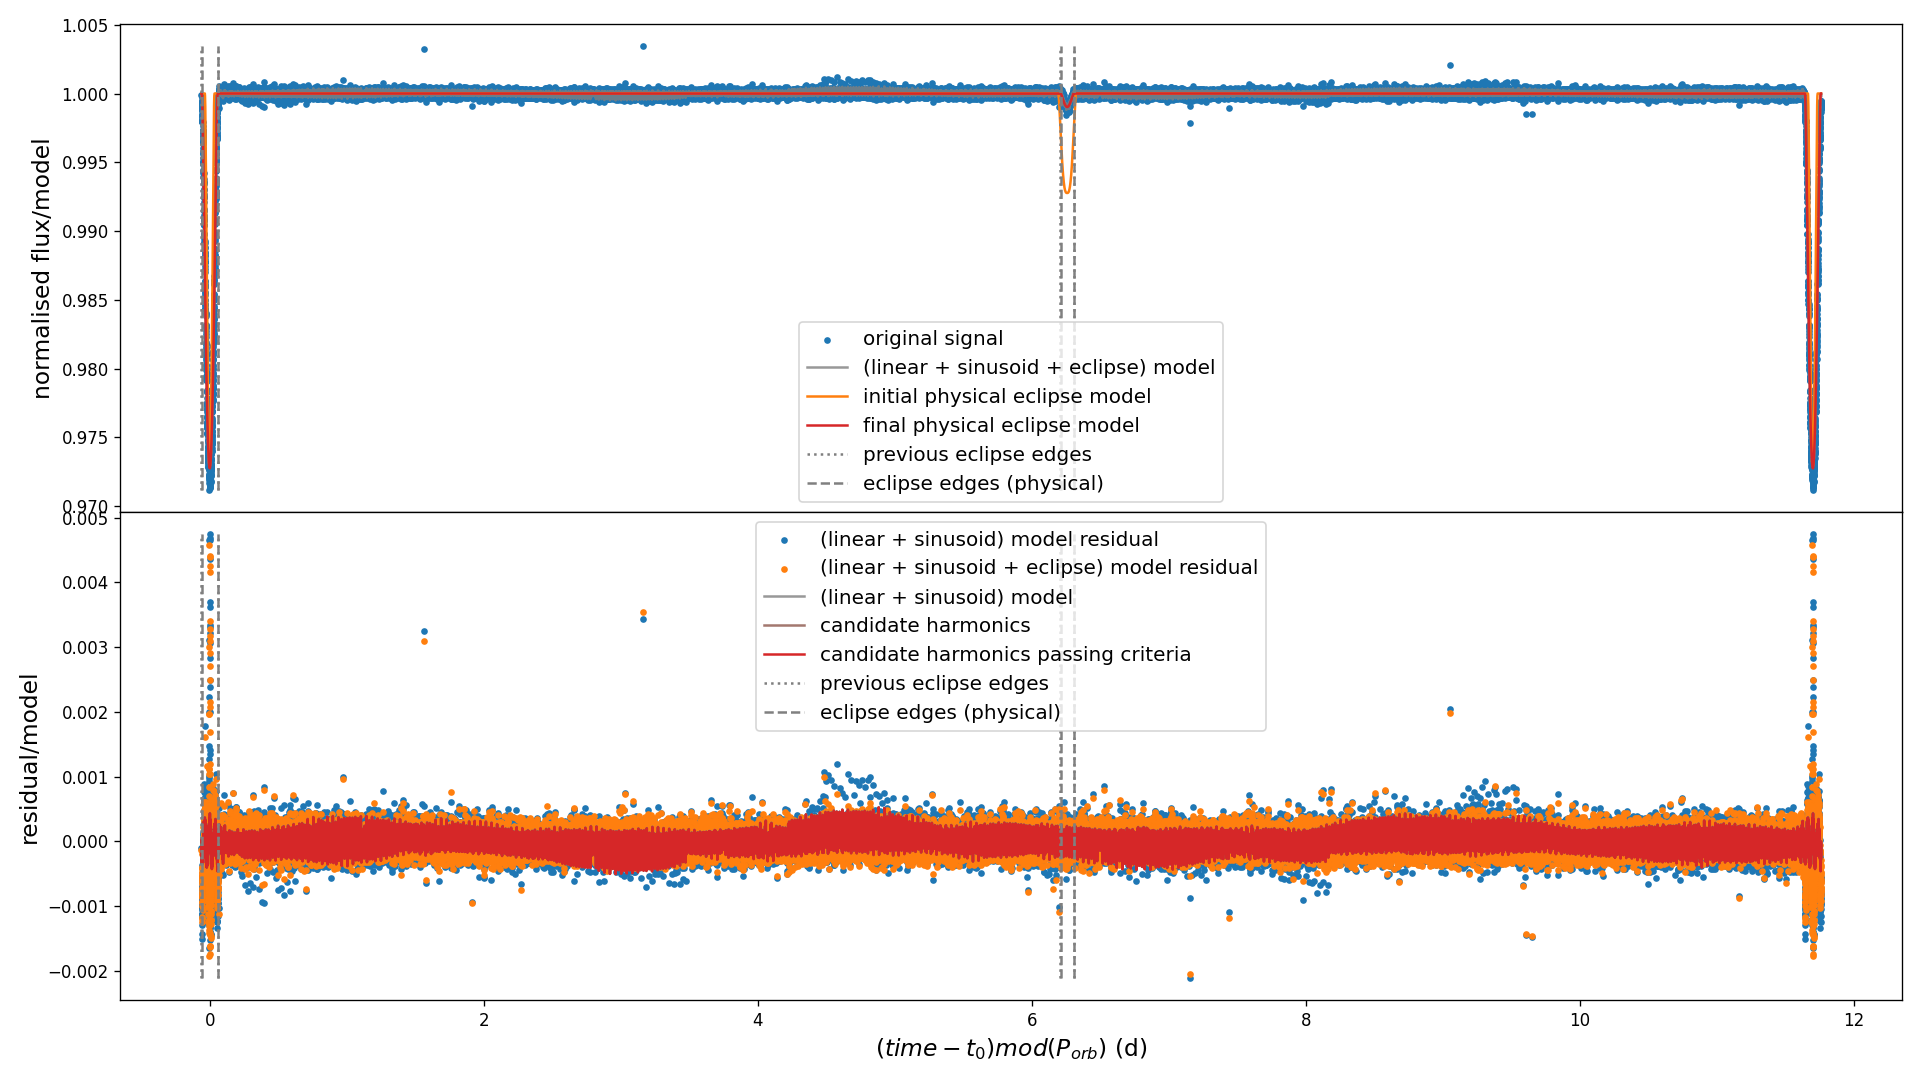 1.005
1.000
0.995
0.990
0.985
0.980
0.975
0.970
normalised flux/model
original signal
(linear + sinusoid + eclipse) model
initial physical eclipse model
final physical eclipse model
previous eclipse edges
eclipse edges (physical)
0.005
0.004
0.003
0.002
0.001
0.000
−0.001
−0.002
residual/model
(linear + sinusoid) model residual
(linear + sinusoid + eclipse) model residual
(linear + sinusoid) model
candidate harmonics
candidate harmonics passing criteria
previous eclipse edges
eclipse edges (physical)
0 2 4 6 8 10 12
(time − t₀)mod(P_orb) (d)